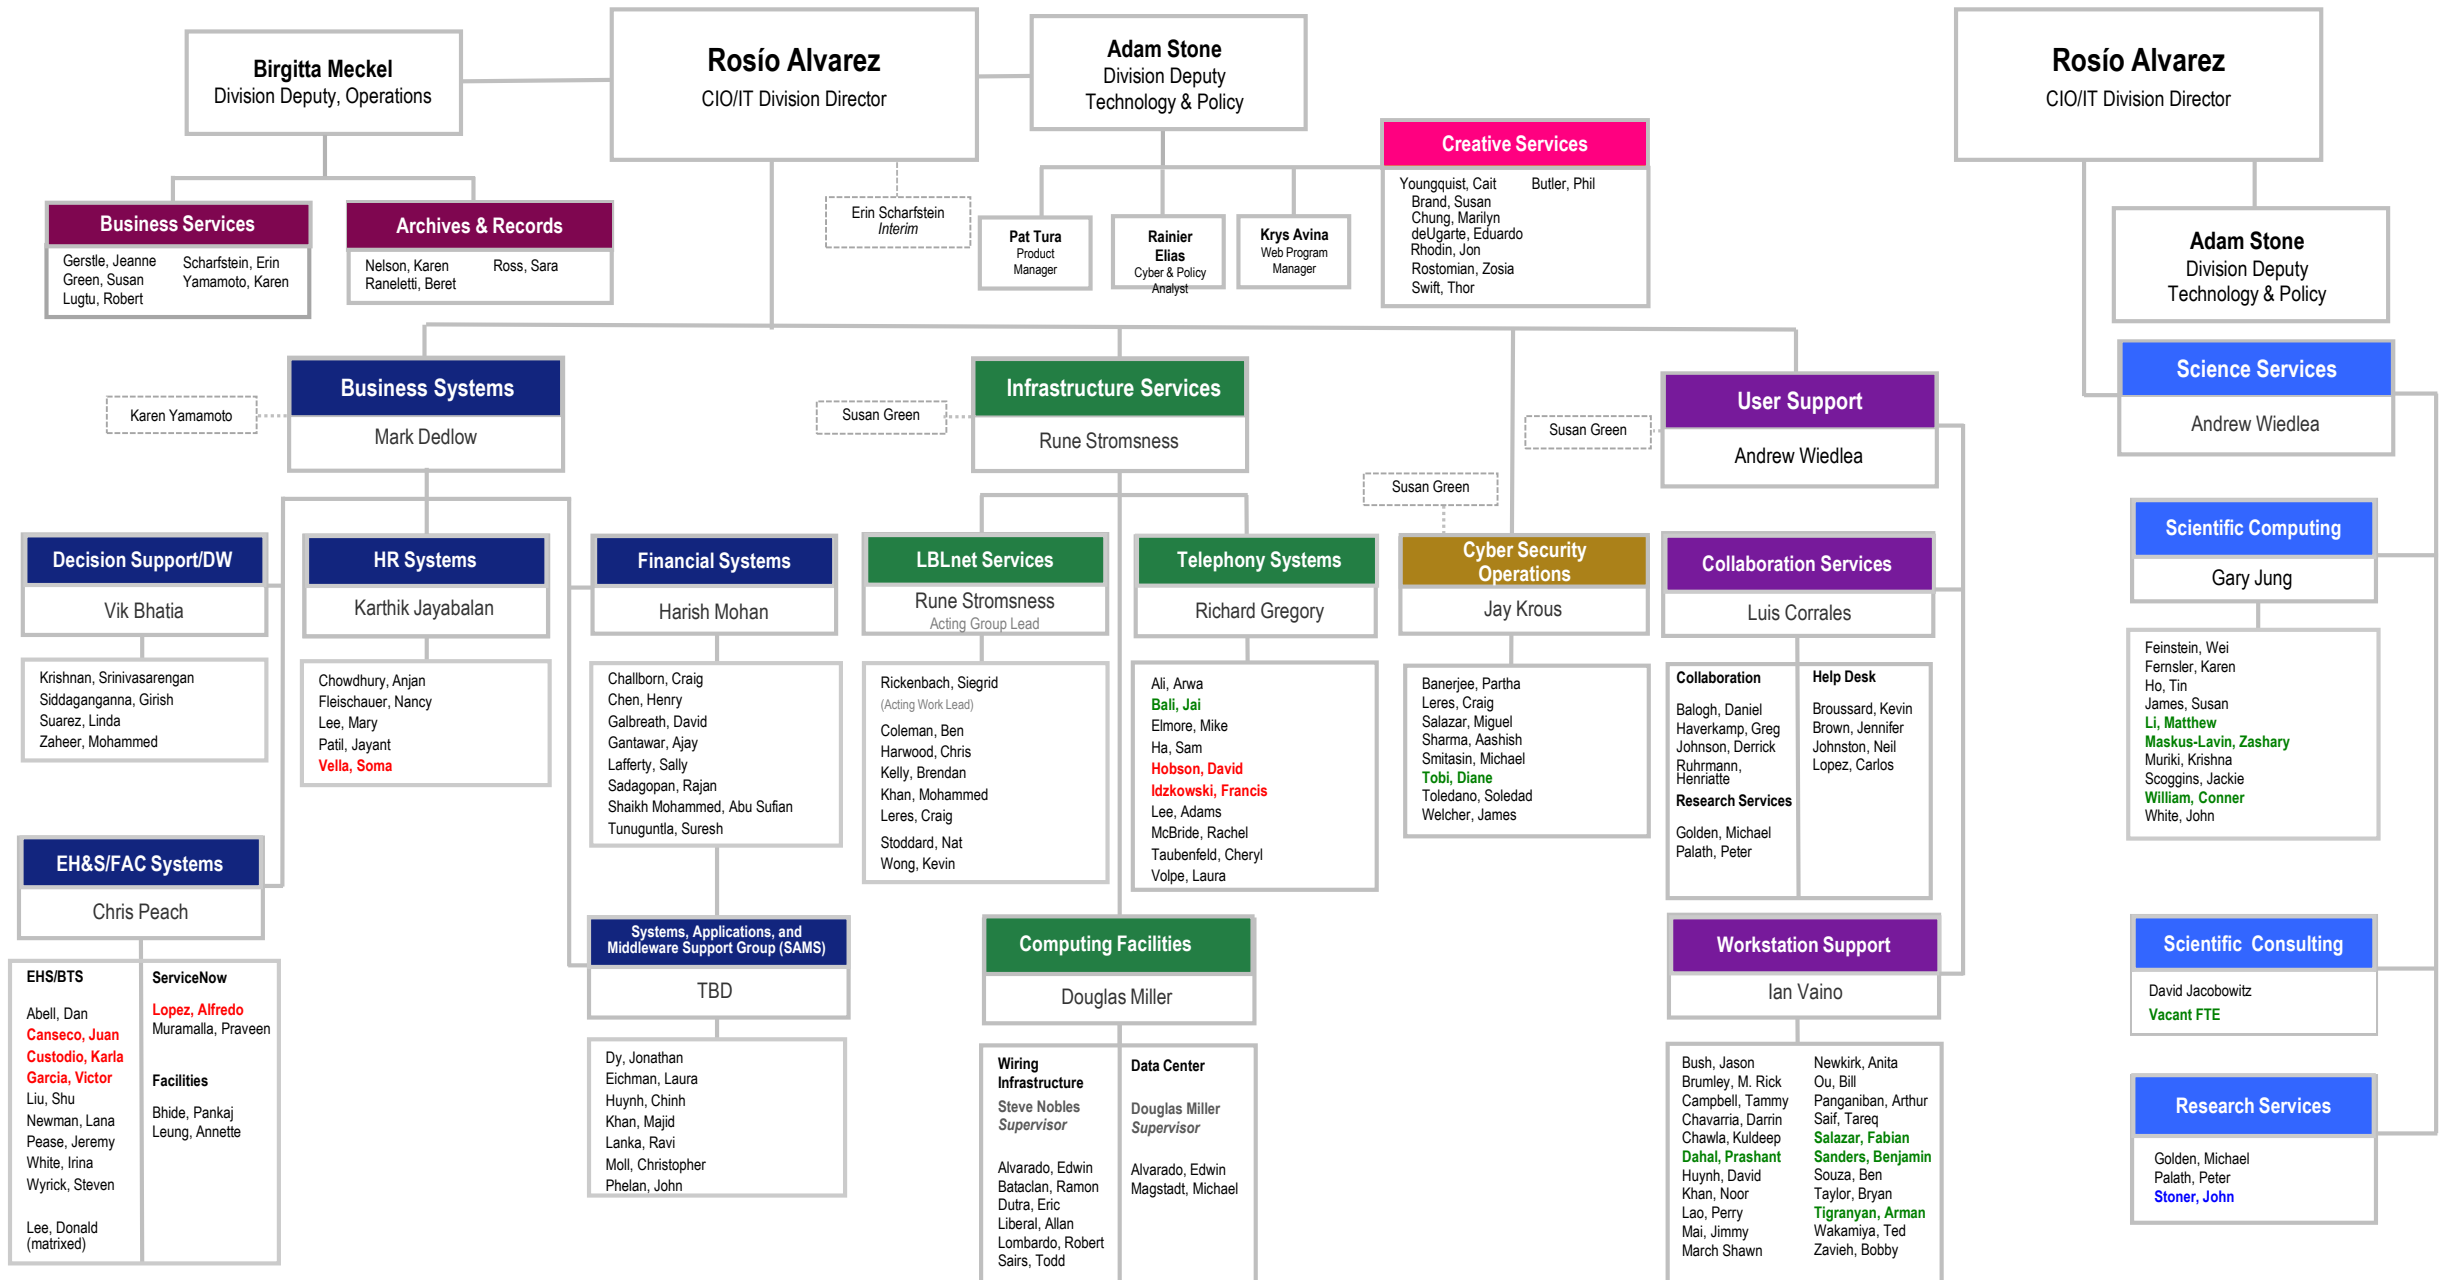 Birgitta Meckel
Division Deputy, Operations
Rosío Alvarez
CIO/IT Division Director
Adam Stone
Division Deputy
Technology & Policy
Rosío Alvarez
CIO/IT Division Director
Creative Services
Youngquist, Cait
Brand, Susan
Chung, Marilyn
deUgarte, Eduardo
Rhodin, Jon
Rostomian, Zosia
Swift, Thor
Butler, Phil
Business Services
Gerstle, Jeanne
Green, Susan
Lugtu, Robert
Scharfstein, Erin
Yamamoto, Karen
Archives & Records
Nelson, Karen
Raneletti, Beret
Ross, Sara
Erin Scharfstein
Interim
Pat Tura
Product
Manager
Rainier
Elias
Cyber & Policy
Analyst
Krys Avina
Web Program
Manager
Adam Stone
Division Deputy
Technology & Policy
Karen Yamamoto
Business Systems
Mark Dedlow
Susan Green
Infrastructure Services
Rune Stromsness
Susan Green
User Support
Andrew Wiedlea
Science Services
Andrew Wiedlea
Susan Green
Decision Support/DW
Vik Bhatia
Krishnan, Srinivasarengan
Siddaganganna, Girish
Suarez, Linda
Zaheer, Mohammed
HR Systems
Karthik Jayabalan
Chowdhury, Anjan
Fleischauer, Nancy
Lee, Mary
Patil, Jayant
Vella, Soma
Financial Systems
Harish Mohan
Challborn, Craig
Chen, Henry
Galbreath, David
Gantawar, Ajay
Lafferty, Sally
Sadagopan, Rajan
Shaikh Mohammed, Abu Sufian
Tunuguntla, Suresh
LBLnet Services
Rune Stromsness
Acting Group Lead
Rickenbach, Siegrid
(Acting Work Lead)
Coleman, Ben
Harwood, Chris
Kelly, Brendan
Khan, Mohammed
Leres, Craig
Stoddard, Nat
Wong, Kevin
Telephony Systems
Richard Gregory
Ali, Arwa
Bali, Jai
Elmore, Mike
Ha, Sam
Hobson, David
Idzkowski, Francis
Lee, Adams
McBride, Rachel
Taubenfeld, Cheryl
Volpe, Laura
Cyber Security
Operations
Jay Krous
Banerjee, Partha
Leres, Craig
Salazar, Miguel
Sharma, Aashish
Smitasin, Michael
Tobi, Diane
Toledano, Soledad
Welcher, James
Collaboration Services
Luis Corrales
Collaboration
Balogh, Daniel
Haverkamp, Greg
Johnson, Derrick
Ruhrmann,
Henriatte
Research Services
Golden, Michael
Palath, Peter
Help Desk
Broussard, Kevin
Brown, Jennifer
Johnston, Neil
Lopez, Carlos
Scientific Computing
Gary Jung
Feinstein, Wei
Fernsler, Karen
Ho, Tin
James, Susan
Li, Matthew
Maskus-Lavin, Zashary
Muriki, Krishna
Scoggins, Jackie
William, Conner
White, John
EH&S/FAC Systems
Chris Peach
EHS/BTS
Abell, Dan
Canseco, Juan
Custodio, Karla
Garcia, Victor
Liu, Shu
Newman, Lana
Pease, Jeremy
White, Irina
Wyrick, Steven
Lee, Donald
(matrixed)
ServiceNow
Lopez, Alfredo
Muramalla, Praveen
Facilities
Bhide, Pankaj
Leung, Annette
Systems, Applications, and
Middleware Support Group (SAMS)
TBD
Dy, Jonathan
Eichman, Laura
Huynh, Chinh
Khan, Majid
Lanka, Ravi
Moll, Christopher
Phelan, John
Computing Facilities
Douglas Miller
Wiring
Infrastructure
Steve Nobles
Supervisor
Alvarado, Edwin
Bataclan, Ramon
Dutra, Eric
Liberal, Allan
Lombardo, Robert
Sairs, Todd
Data Center
Douglas Miller
Supervisor
Alvarado, Edwin
Magstadt, Michael
Workstation Support
Ian Vaino
Bush, Jason
Brumley, M. Rick
Campbell, Tammy
Chavarria, Darrin
Chawla, Kuldeep
Dahal, Prashant
Huynh, David
Khan, Noor
Lao, Perry
Mai, Jimmy
March Shawn
Newkirk, Anita
Ou, Bill
Panganiban, Arthur
Saif, Tareq
Salazar, Fabian
Sanders, Benjamin
Souza, Ben
Taylor, Bryan
Tigranyan, Arman
Wakamiya, Ted
Zavieh, Bobby
Scientific Consulting
David Jacobowitz
Vacant FTE
Research Services
Golden, Michael
Palath, Peter
Stoner, John